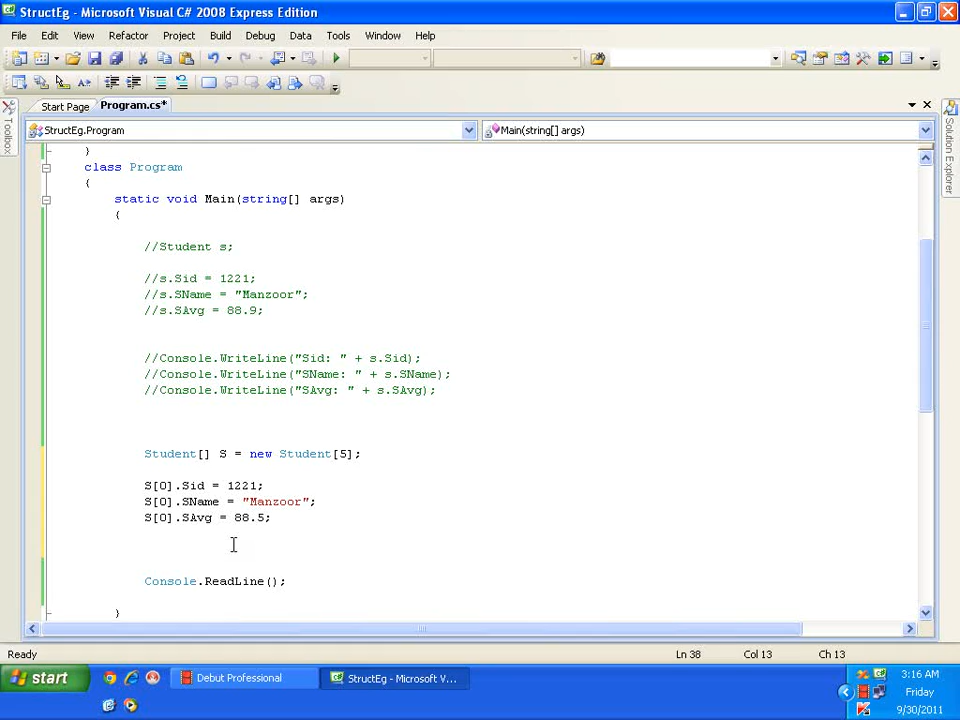 StructEg - Microsoft Visual C# 2008 Express Edition
File Edit View Refactor Project Build Debug Data Tools Window Help
Start Page Program.cs*
StructEg.Program Main(string[] args)
Toolbox
Solution Explorer
}
class Program
{
static void Main(string[] args)
{
//Student s;
//s.Sid = 1221;
//s.SName = "Manzoor";
//s.SAvg = 88.9;
//Console.WriteLine("Sid: " + s.Sid);
//Console.WriteLine("SName: " + s.SName);
//Console.WriteLine("SAvg: " + s.SAvg);
Student[] S = new Student[5];
S[0].Sid = 1221;
S[0].SName = "Manzoor";
S[0].SAvg = 88.5;
Console.ReadLine();
}
Ready Ln 38 Col 13 Ch 13
start Debut Professional StructEg - Microsoft V... 3:16 AM
Friday
9/30/2011